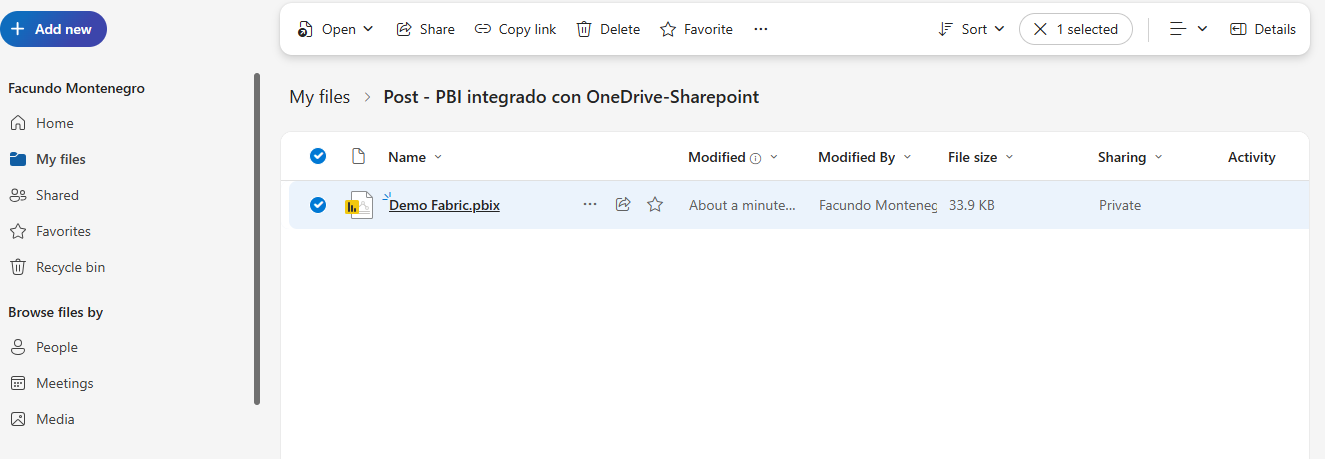 Add new
Open Share Copy link Delete Favorite ... Sort 1 selected Details
Facundo Montenegro
Home
My files
Shared
Favorites
Recycle bin
Browse files by
People
Meetings
Media
My files > Post - PBI integrado con OneDrive-Sharepoint
Name Modified Modified By File size Sharing Activity
Demo Fabric.pbix ... About a minute... Facundo Monteneg 33.9 KB Private